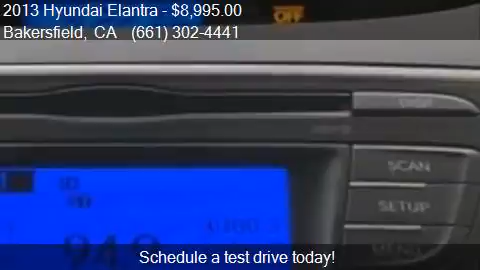 2013 Hyundai Elantra - $8,995.00
Bakersfield, CA (661) 302-4441
OFF
SCAN
SETUP
Schedule a test drive today!